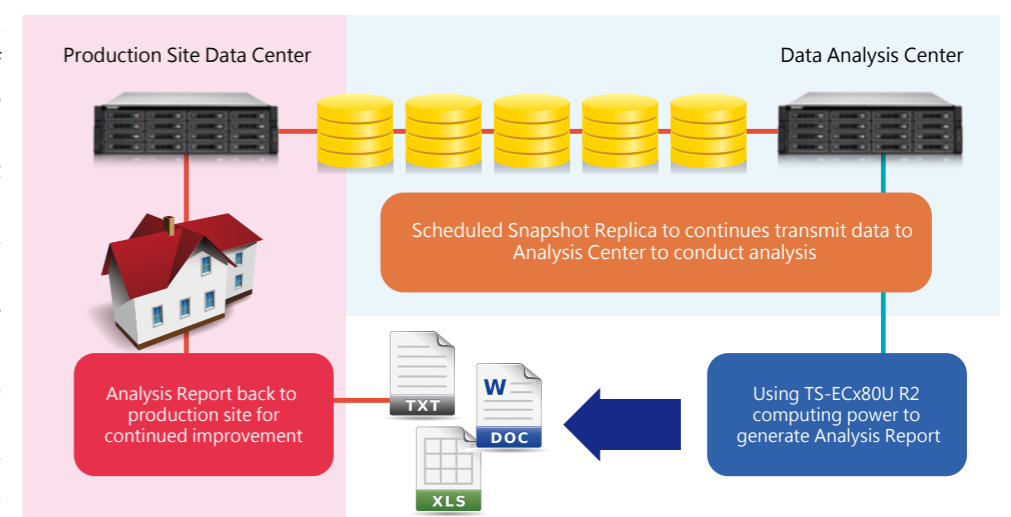 Production Site Data Center
Data Analysis Center
Scheduled Snapshot Replica to continues transmit data to
Analysis Center to conduct analysis
Analysis Report back to
production site for
continued improvement
TXT
W
DOC
XLS
Using TS-ECx80U R2
computing power to
generate Analysis Report